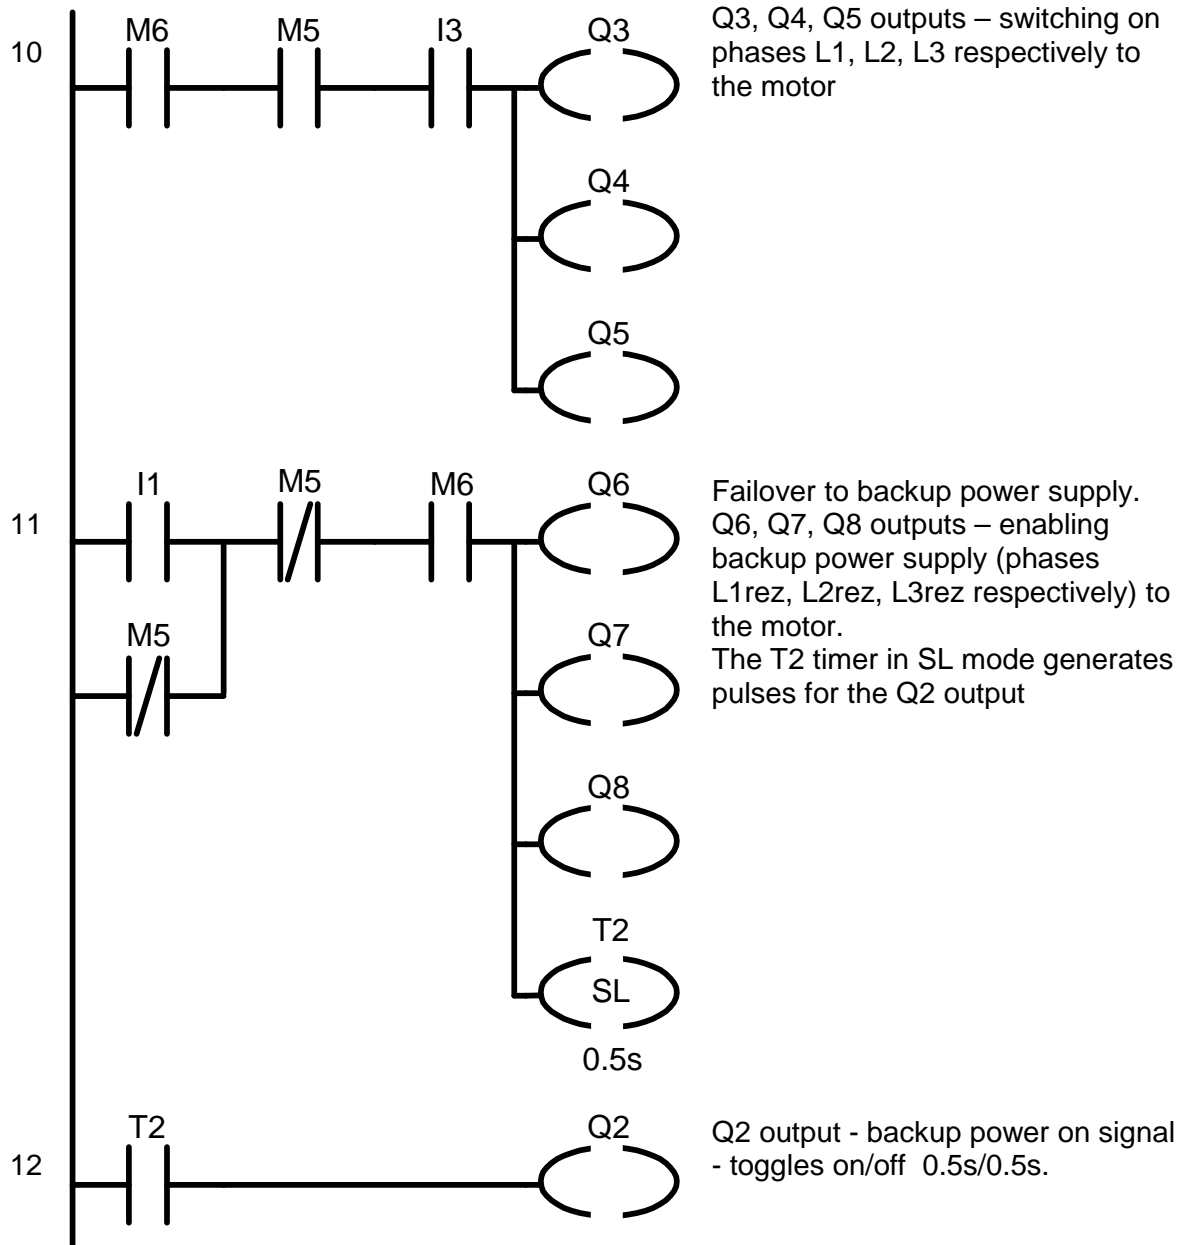 10
M6 M5 I3 Q3
Q3, Q4, Q5 outputs – switching on
phases L1, L2, L3 respectively to
the motor
Q4
Q5
11
I1 M5 M6 Q6
Failover to backup power supply.
Q6, Q7, Q8 outputs – enabling
backup power supply (phases
L1rez, L2rez, L3rez respectively) to
the motor.
The T2 timer in SL mode generates
pulses for the Q2 output
M5 Q7
Q8
T2
SL
0.5s
12
T2 Q2
Q2 output - backup power on signal
- toggles on/off 0.5s/0.5s.